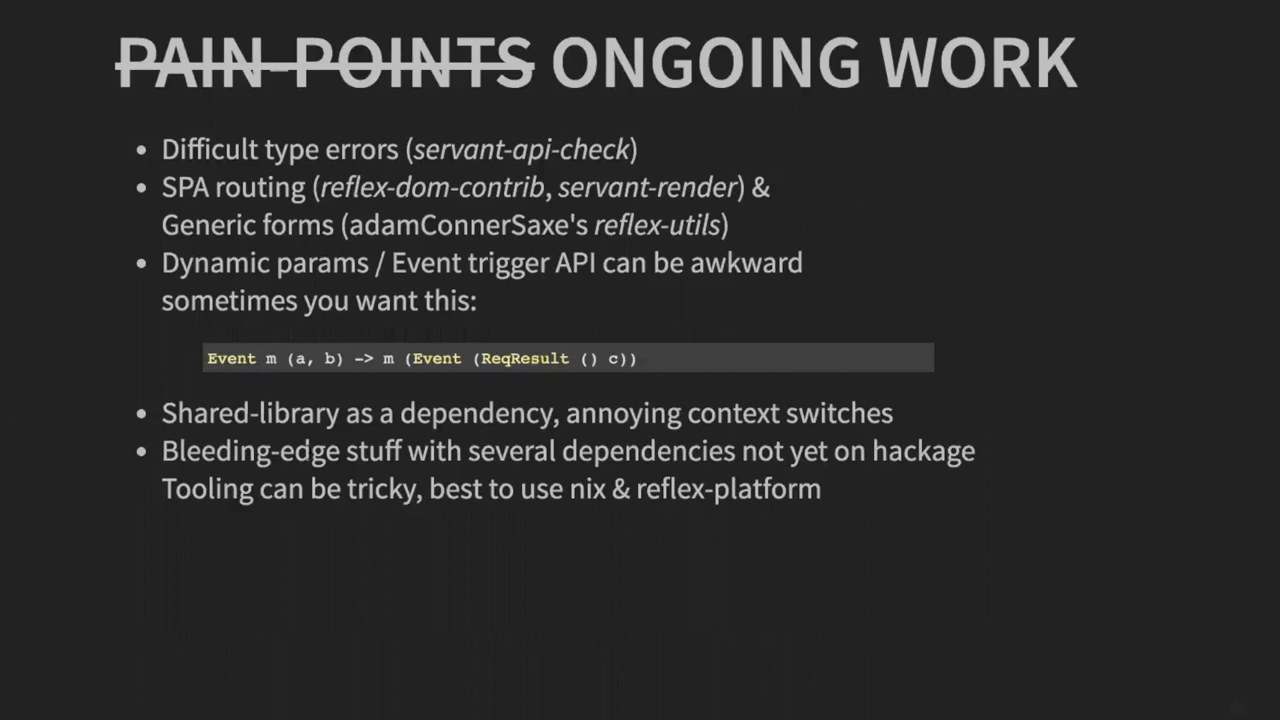 PAIN-POINTS ONGOING WORK
• Difficult type errors (servant-api-check)
• SPA routing (reflex-dom-contrib, servant-render) &
Generic forms (adamConnerSaxe's reflex-utils)
• Dynamic params / Event trigger API can be awkward
sometimes you want this:
Event m (a, b) -> m (Event (ReqResult () c))
• Shared-library as a dependency, annoying context switches
• Bleeding-edge stuff with several dependencies not yet on hackage
Tooling can be tricky, best to use nix & reflex-platform